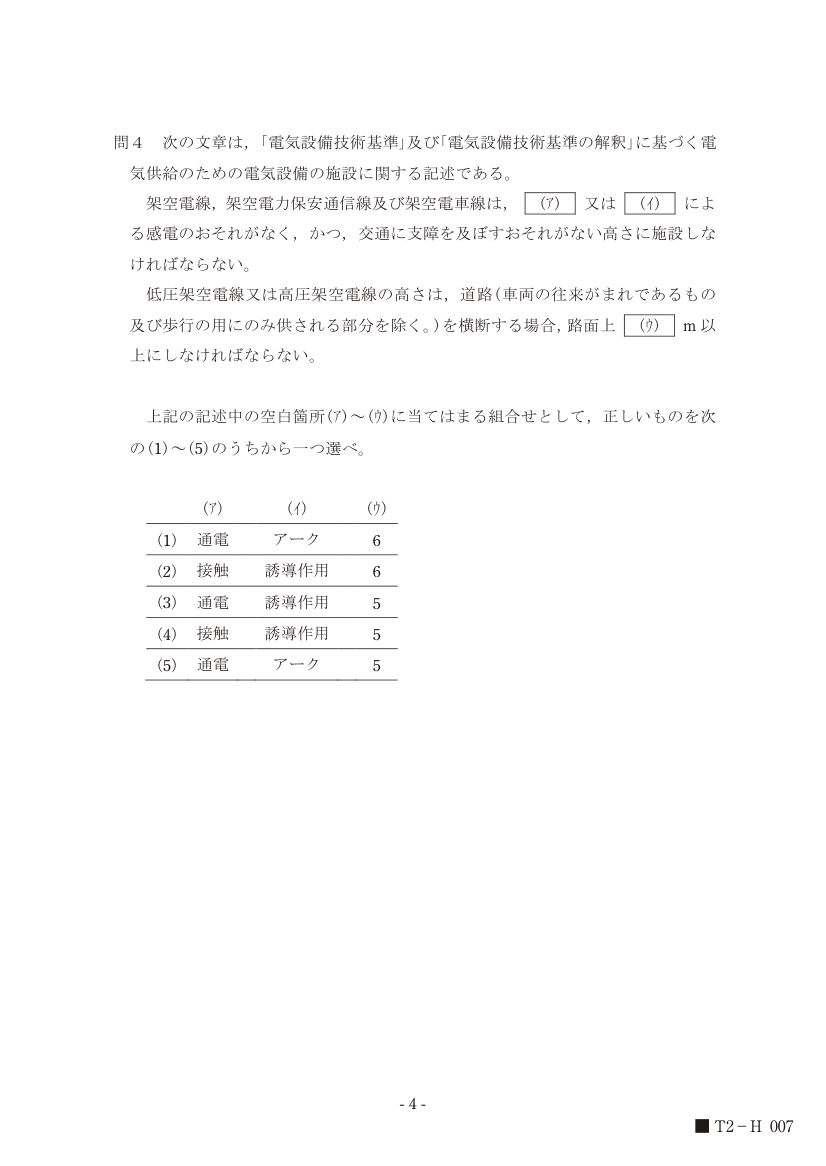 問４　次の文章は，「電気設備技術基準」及び「電気設備技術基準の解釈」に基づく電
気供給のための電気設備の施設に関する記述である。
架空電線，架空電力保安通信線及び架空電車線は， (ｱ) 又は (ｲ) によ
る感電のおそれがなく，かつ，交通に支障を及ぼすおそれがない高さに施設しな
ければならない。
低圧架空電線又は高圧架空電線の高さは，道路（車両の往来がまれであるもの
及び歩行の用にのみ供される部分を除く。）を横断する場合，路面上 (ｳ) m 以
上にしなければならない。
上記の記述中の空白箇所(ｱ)～(ｳ)に当てはまる組合せとして，正しいものを次
の(1)～(5)のうちから一つ選べ。
(ｱ) (ｲ) (ｳ)
(1) 通電 アーク 6
(2) 接触 誘導作用 6
(3) 通電 誘導作用 5
(4) 接触 誘導作用 5
(5) 通電 アーク 5
- 4 -
■ T2－H 007